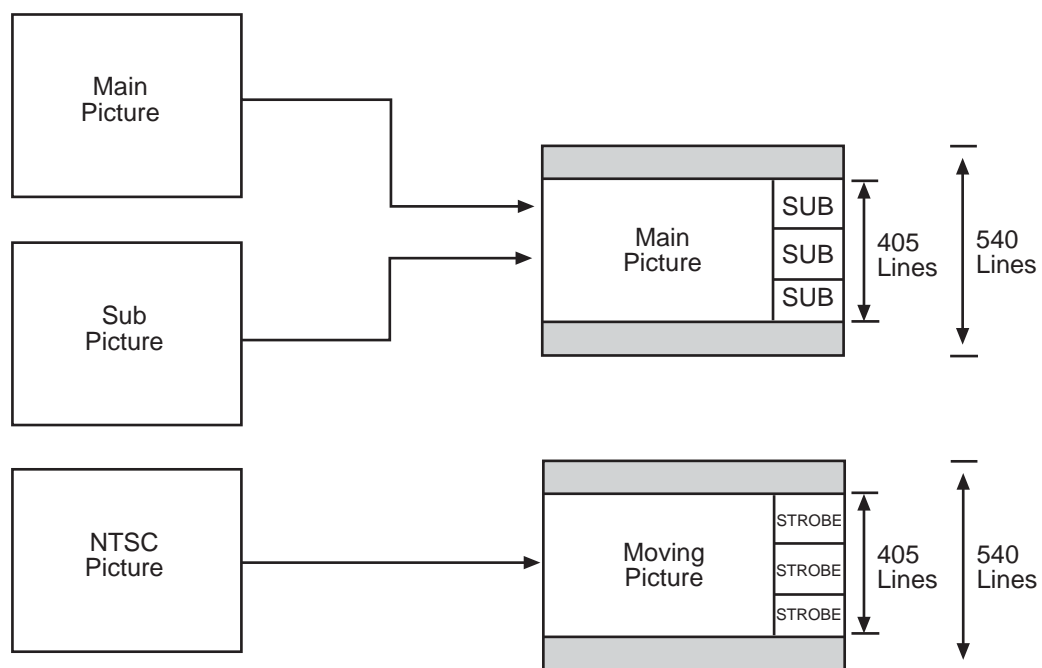 Main
Picture
Sub
Picture
Main
Picture
SUB
SUB
SUB
405
Lines
540
Lines
NTSC
Picture
Moving
Picture
STROBE
STROBE
STROBE
405
Lines
540
Lines